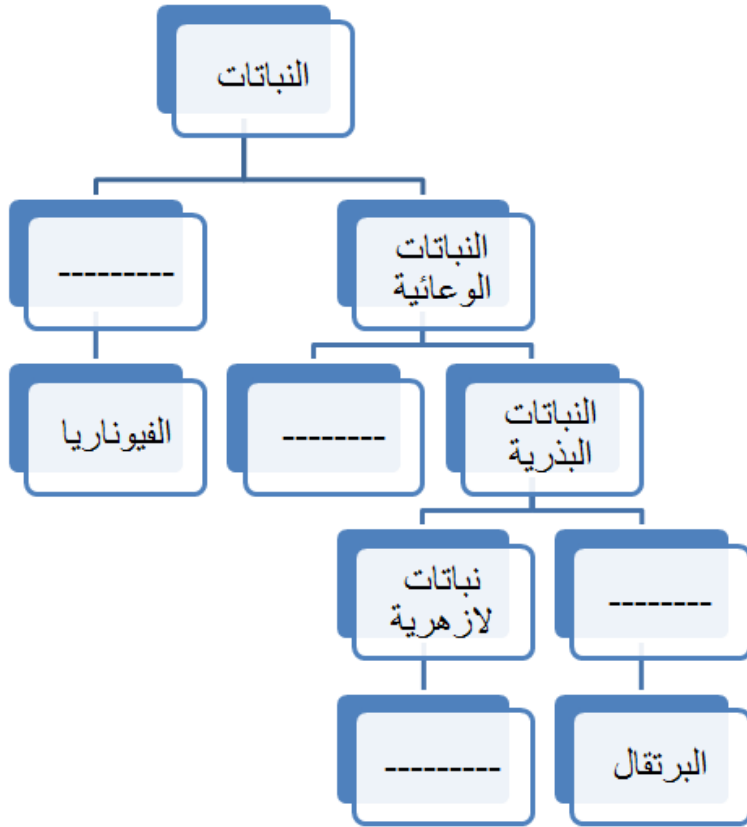 النباتات
---------
النباتات
الوعائية
الفيوناريا
--------
النباتات
البذرية
نباتات
لازهرية
--------
---------
البرتقال